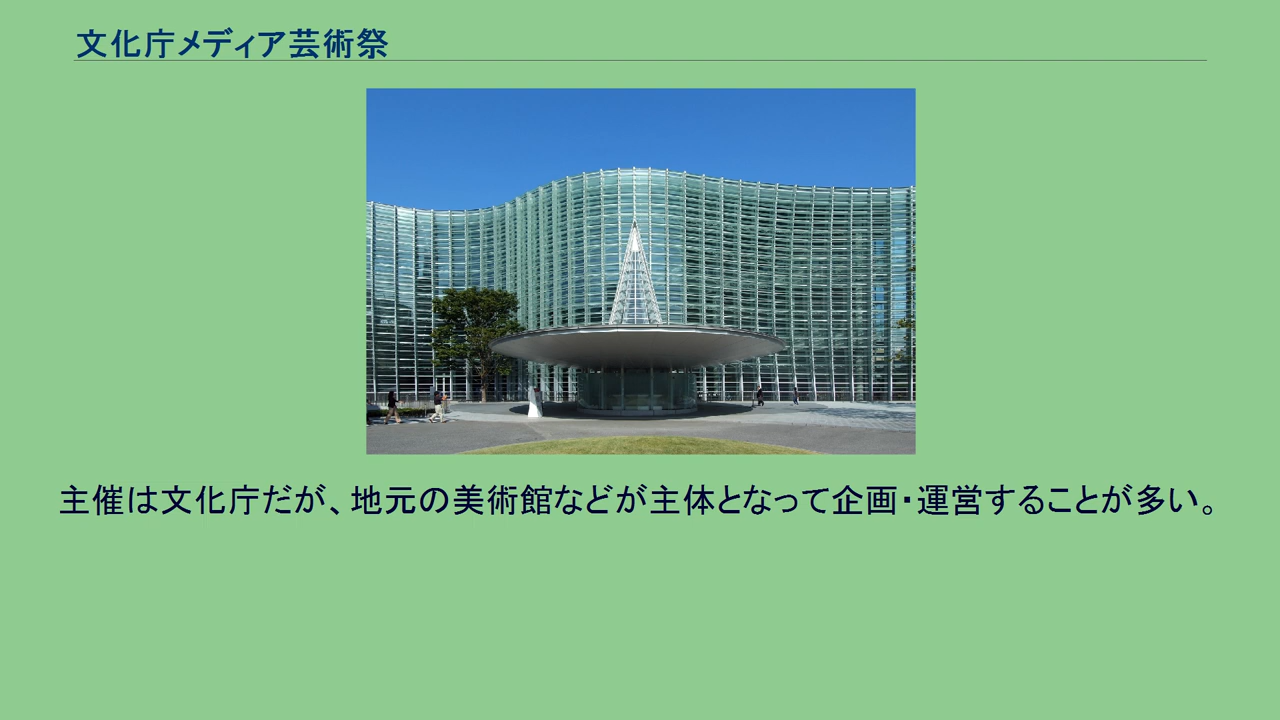 文化庁メディア芸術祭
主催は文化庁だが、地元の美術館などが主体となって企画・運営することが多い。